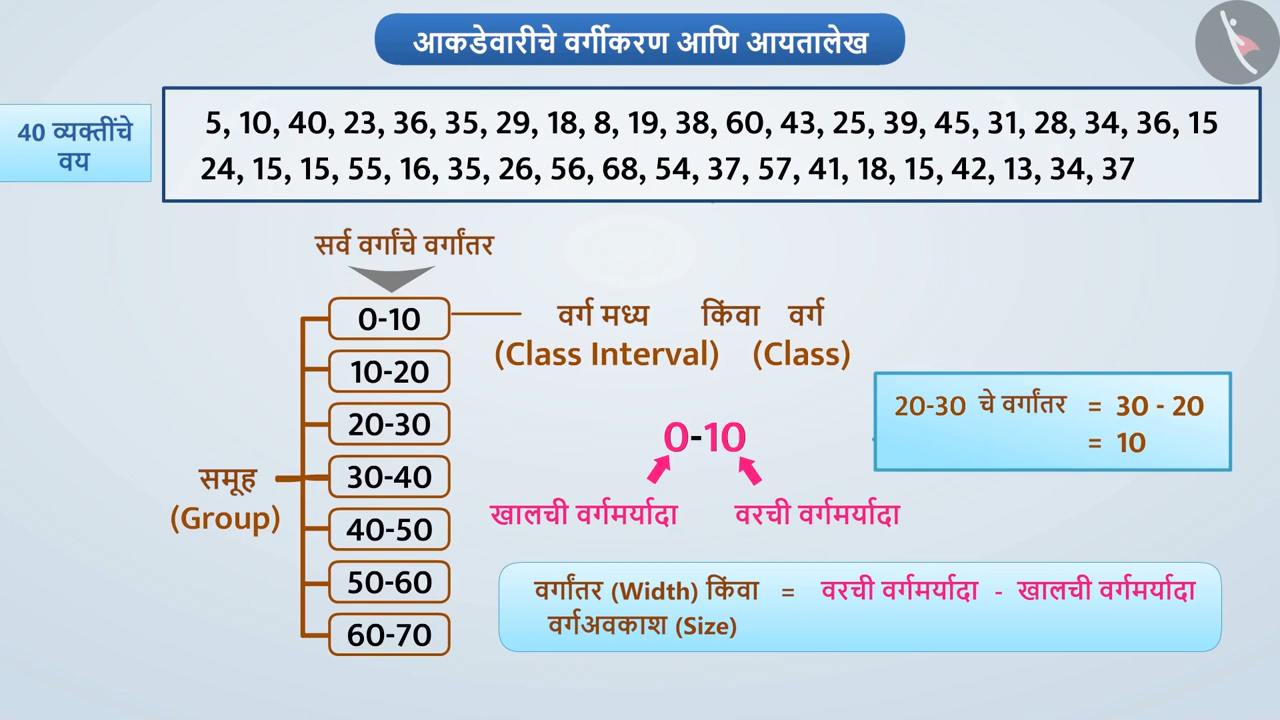 आकडेवारीचे वर्गीकरण आणि आयतालेख
40 व्यक्तींचे
वय
5, 10, 40, 23, 36, 35, 29, 18, 8, 19, 38, 60, 43, 25, 39, 45, 31, 28, 34, 36, 15
24, 15, 15, 55, 16, 35, 26, 56, 68, 54, 37, 57, 41, 18, 15, 42, 13, 34, 37
सर्व वर्गांचे वर्गांतर
0-10
10-20
20-30
30-40
40-50
50-60
60-70
समूह
(Group)
वर्ग मध्य किंवा वर्ग
(Class Interval) (Class)
0-10
खालची वर्गमर्यादा वरची वर्गमर्यादा
20-30 चे वर्गांतर = 30 - 20
= 10
वर्गांतर (Width) किंवा = वरची वर्गमर्यादा - खालची वर्गमर्यादा
वर्गअवकाश (Size)